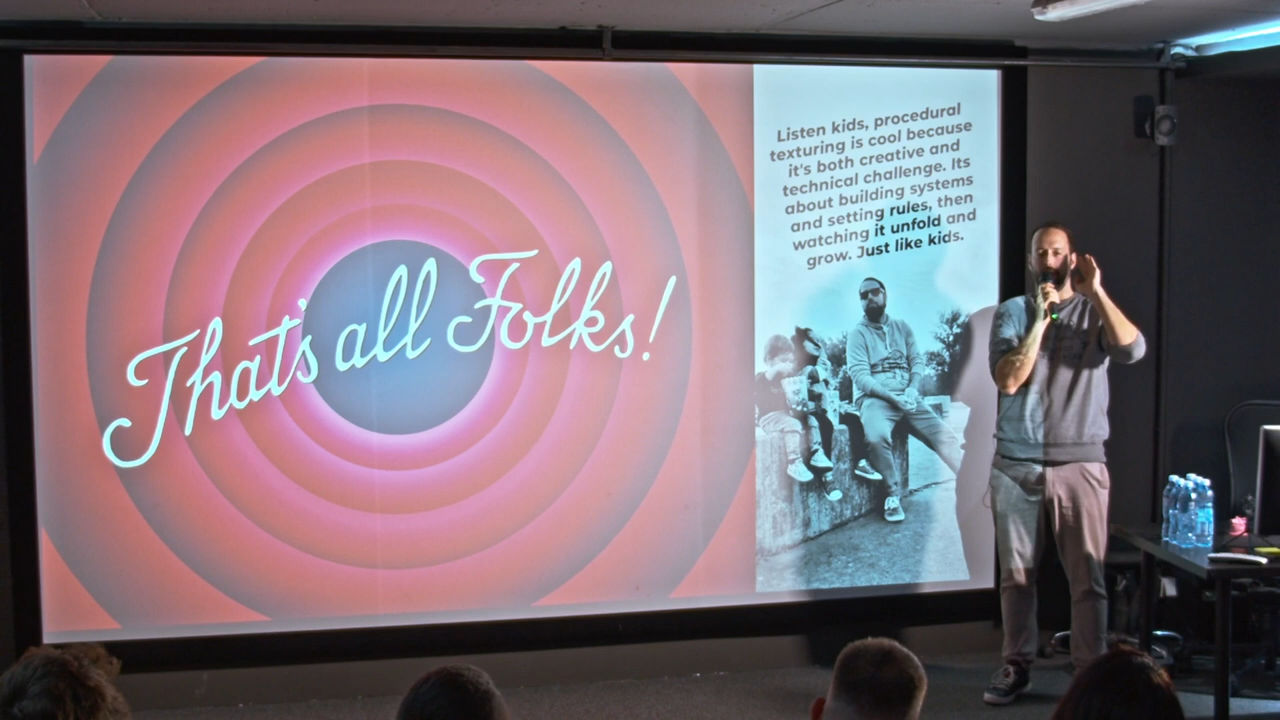 That's all Folks!
Listen kids, procedural
texturing is cool because
it's both creative and
technical challenge. Its
about building systems
and setting rules, then
watching it unfold and
grow. Just like kids.